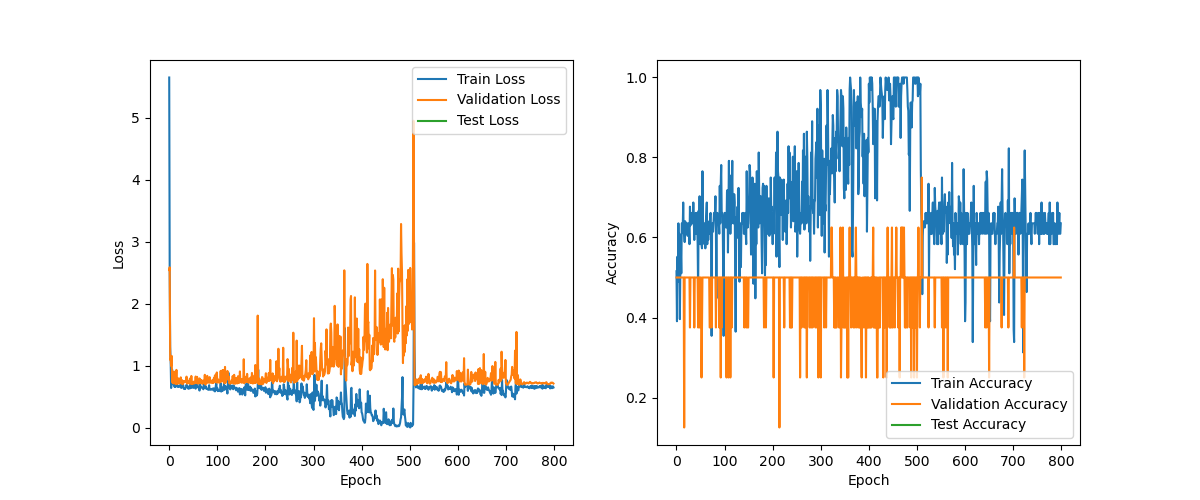 Train Loss
Validation Loss
Test Loss
5
4
3
2
1
0
Loss
0 100 200 300 400 500 600 700 800
Epoch
1.0
0.8
0.6
0.4
0.2
Accuracy
Train Accuracy
Validation Accuracy
Test Accuracy
0 100 200 300 400 500 600 700 800
Epoch